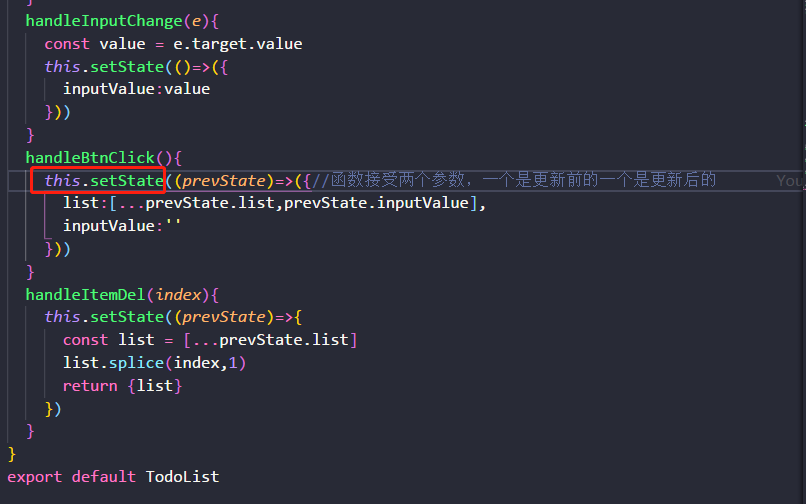 }
handleInputChange(e){
const value = e.target.value
this.setState(()=>({
inputValue:value
}))
}
handleBtnClick(){
this.setState((prevState)=>({//函数接受两个参数，一个是更新前的一个是更新后的 You
list:[...prevState.list,prevState.inputValue],
inputValue:''
}))
}
handleItemDel(index){
this.setState((prevState)=>{
const list = [...prevState.list]
list.splice(index,1)
return {list}
})
}
}
export default TodoList